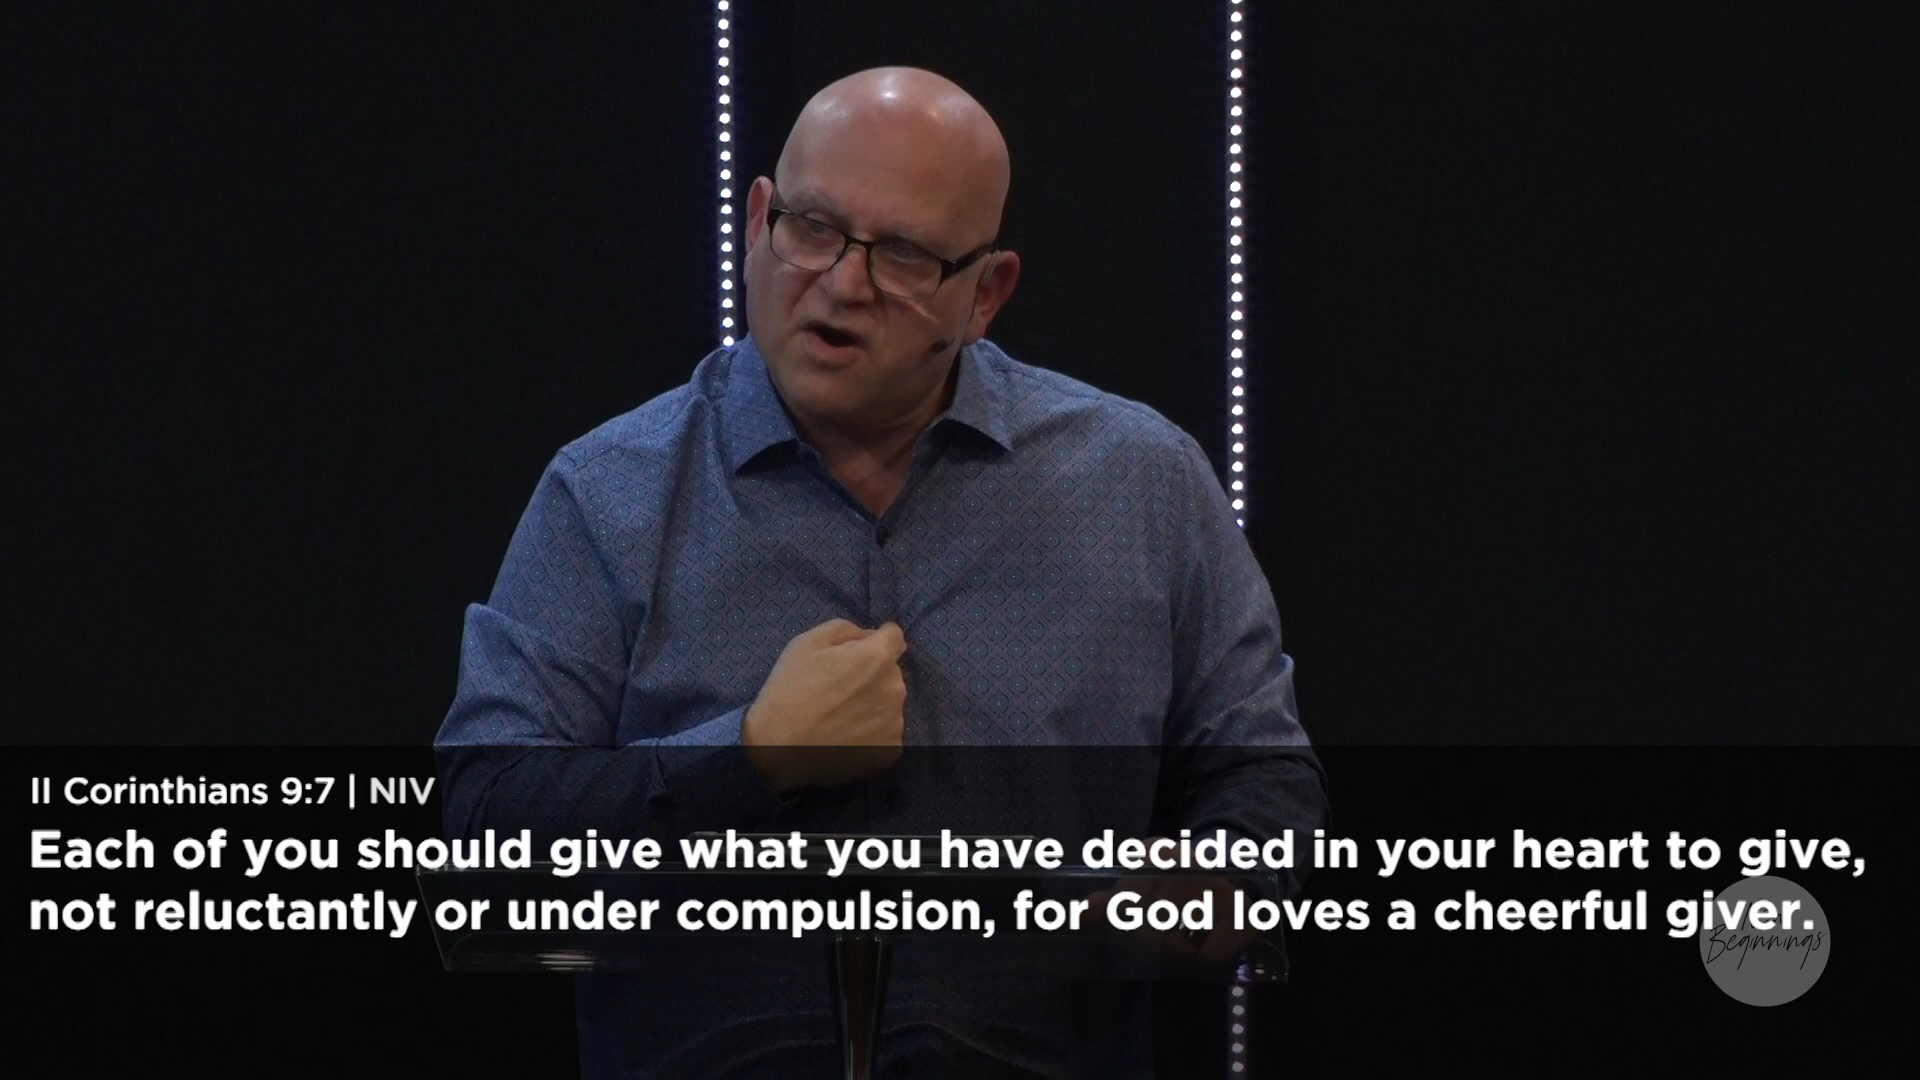 II Corinthians 9:7 | NIV
Each of you should give what you have decided in your heart to give,
not reluctantly or under compulsion, for God loves a cheerful giver.
Beginnings